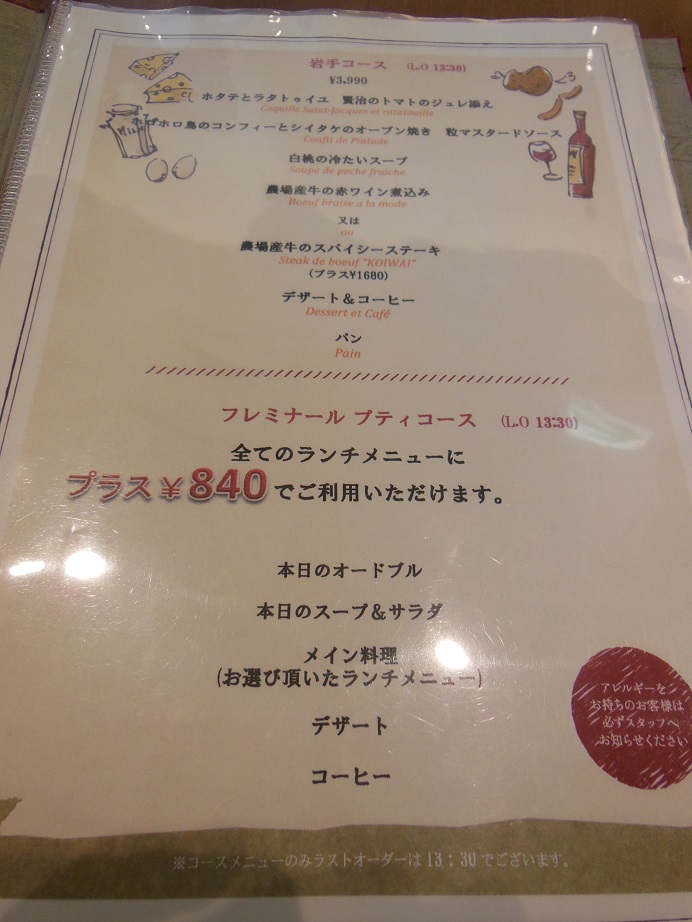 岩手コース (L.O 13:30)
¥3,990
ホタテとラタトゥイユ 賢治のトマトのジュレ添え
Coquille Saint-Jacques et ratatouille
ホロホロ鳥のコンフィーとシイタケのオーブン焼き 粒マスタードソース
Confit de Pintade
白桃の冷たいスープ
Soupe de peche fraiche
農場産牛の赤ワイン煮込み
Boeuf braise a la mode
又は
ou
農場産牛のスパイシーステーキ
Steak de boeuf "KOIWAI"
(プラス¥1680)
デザート＆コーヒー
Dessert et Café
パン
Pain
フレミナール プティコース (L.O 13:30)
全てのランチメニューに
プラス¥840でご利用いただけます。
本日のオードブル
本日のスープ＆サラダ
メイン料理
(お選び頂いたランチメニュー)
デザート
コーヒー
アレルギーを
お持ちのお客様は
必ずスタッフへ
お知らせください
※コースメニューのみラストオーダーは13：30でございます。